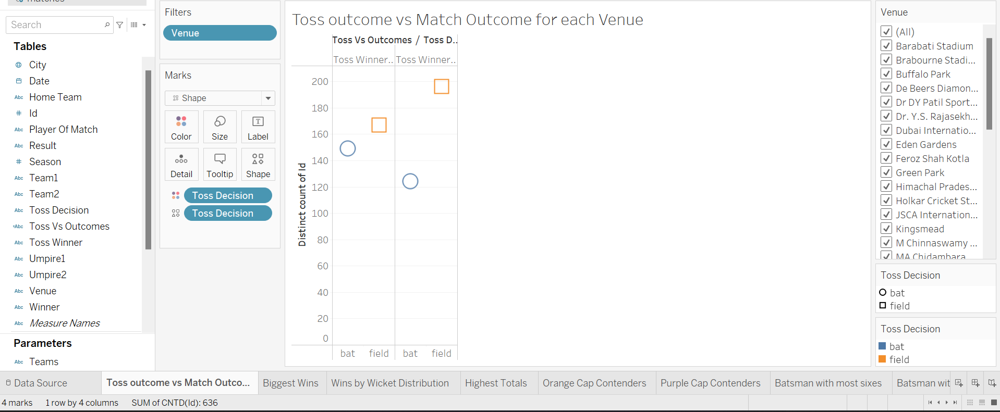 matches
Search
Tables
City
Date
Home Team
Id
Player Of Match
Result
Season
Team1
Team2
Toss Decision
Toss Vs Outcomes
Toss Winner
Umpire1
Umpire2
Venue
Winner
Measure Names
Parameters
Teams
Filters
Venue
Marks
Shape
Color Size Label
Detail Tooltip Shape
Toss Decision
Toss Decision
Toss outcome vs Match Outcome for each Venue
Toss Vs Outcomes / Toss D..
Toss Winner.. Toss Winner..
Distinct count of Id
200
180
160
140
120
100
80
60
40
20
0
bat field bat field
Venue
(All)
Barabati Stadium
Brabourne Stadi...
Buffalo Park
De Beers Diamon...
Dr DY Patil Sport...
Dr. Y.S. Rajasekh...
Dubai Internatio...
Eden Gardens
Feroz Shah Kotla
Green Park
Himachal Prades...
Holkar Cricket St...
JSCA Internation...
Kingsmead
M Chinnaswamy ...
MA Chidambara
Toss Decision
bat
field
Toss Decision
bat
field
Data Source Toss outcome vs Match Outco... Biggest Wins Wins by Wicket Distribution Highest Totals Orange Cap Contenders Purple Cap Contenders Batsman with most sixes Batsman wit
4 marks 1 row by 4 columns SUM of CNTD(Id): 636